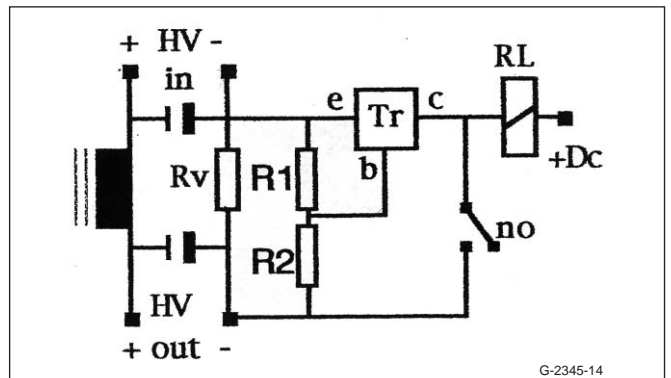 + HV -
in
RL
e
Tr
c
+Dc
b
Rv
R1
R2
no
HV
+ out -
G-2345-14